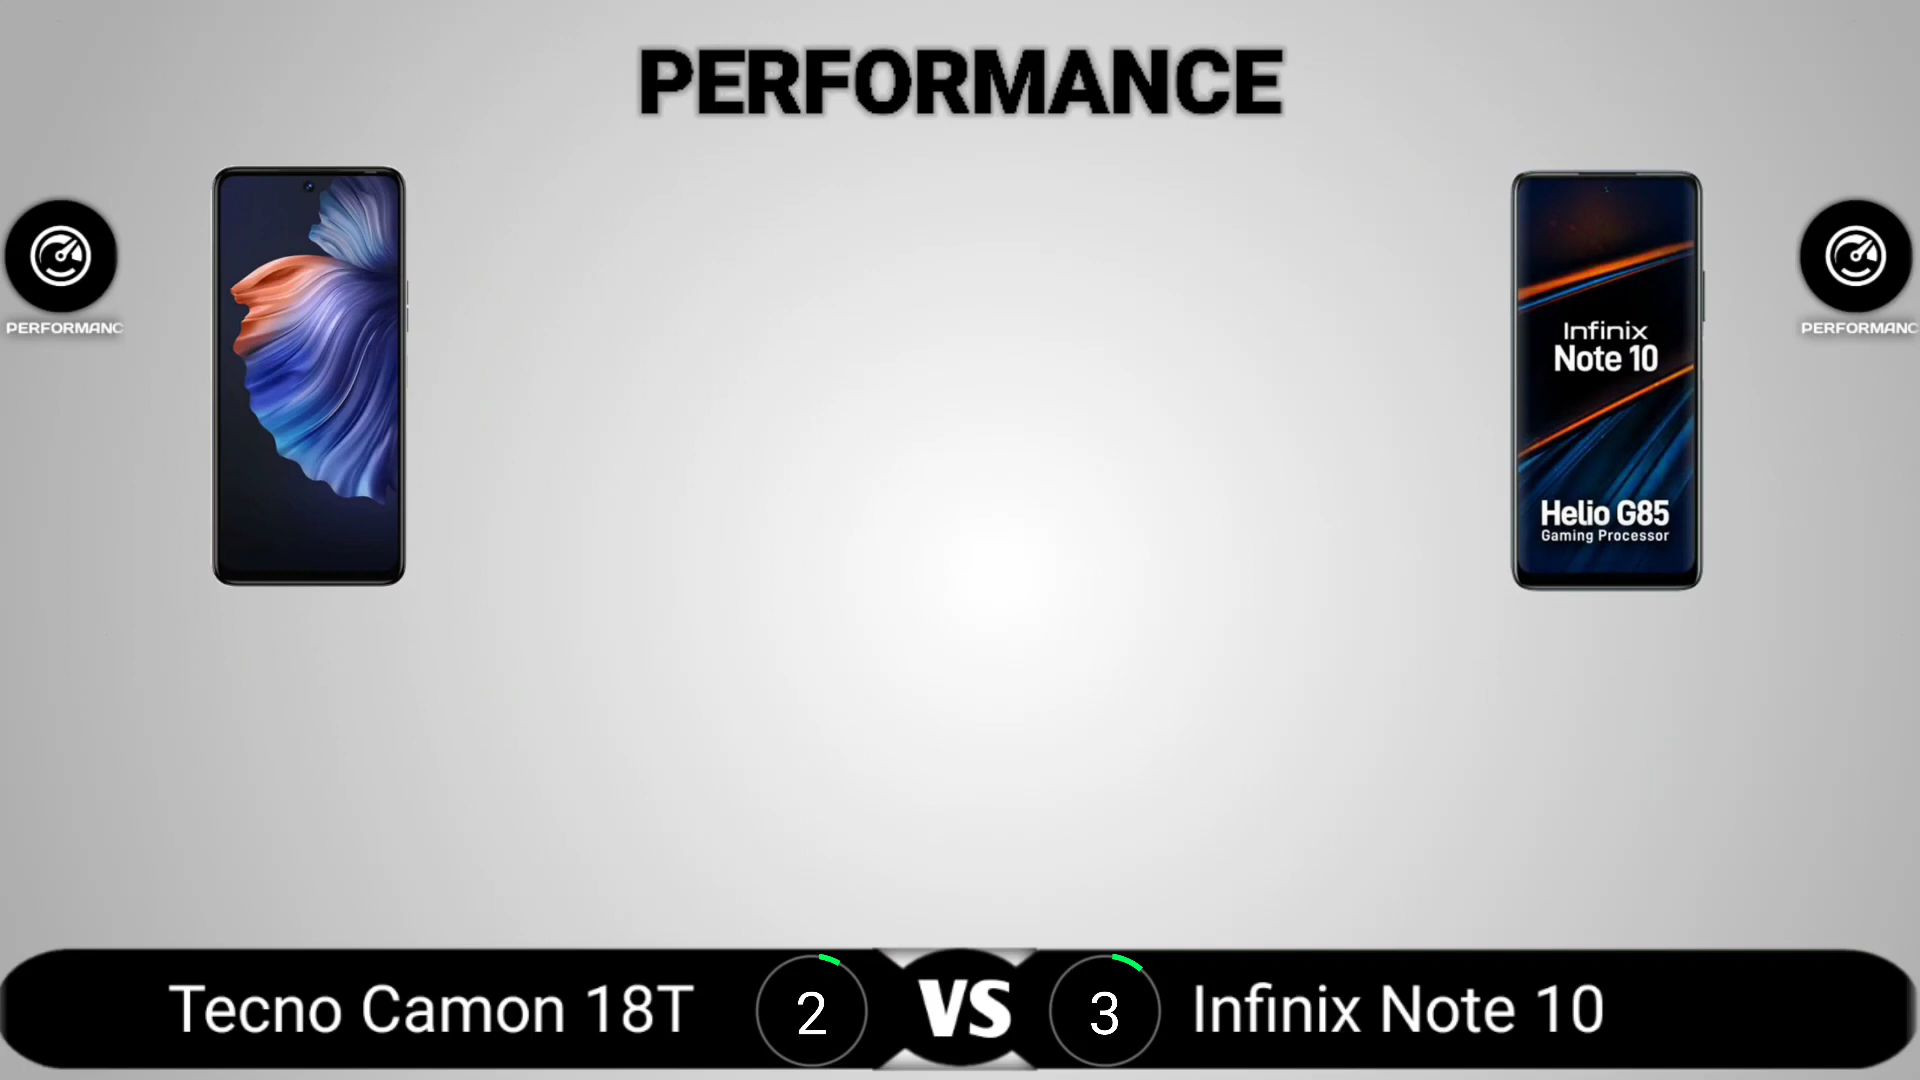 PERFORMANCE
PERFORMANC
PERFORMANC
Infinix
Note 10
Helio G85
Gaming Processor
Tecno Camon 18T 2 VS 3 Infinix Note 10